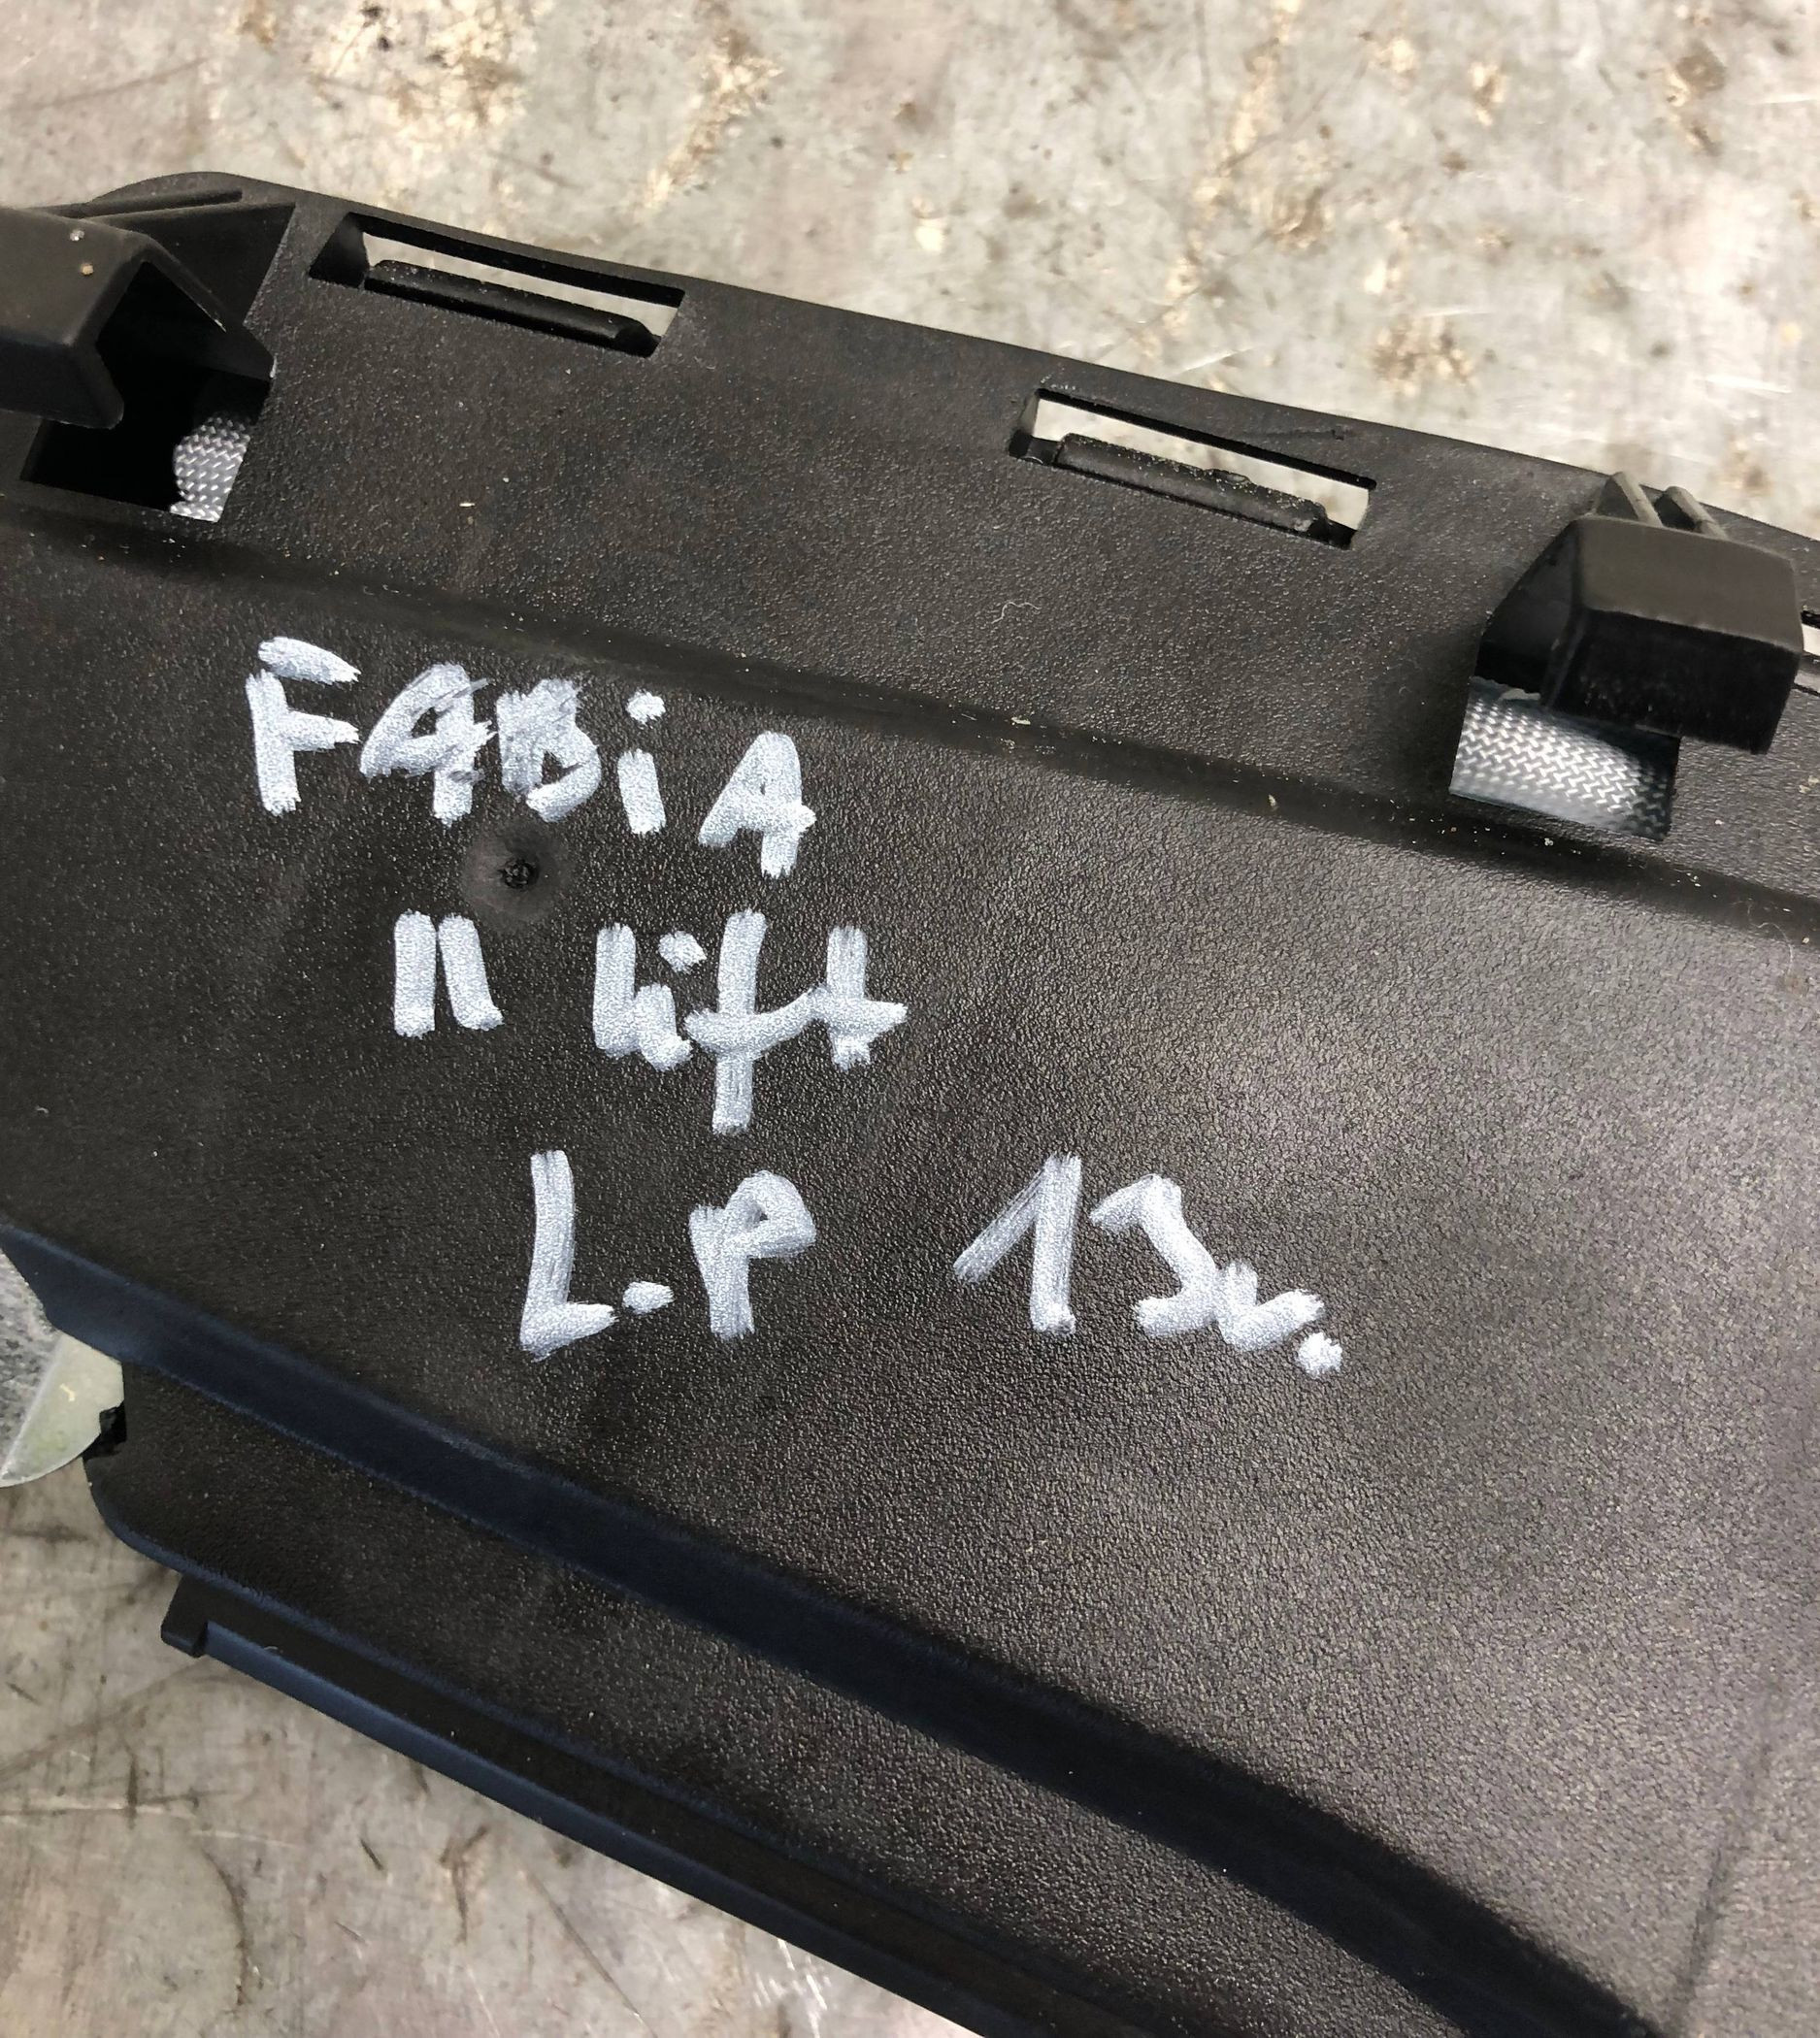 FABiA
II lift
L.P 13r.